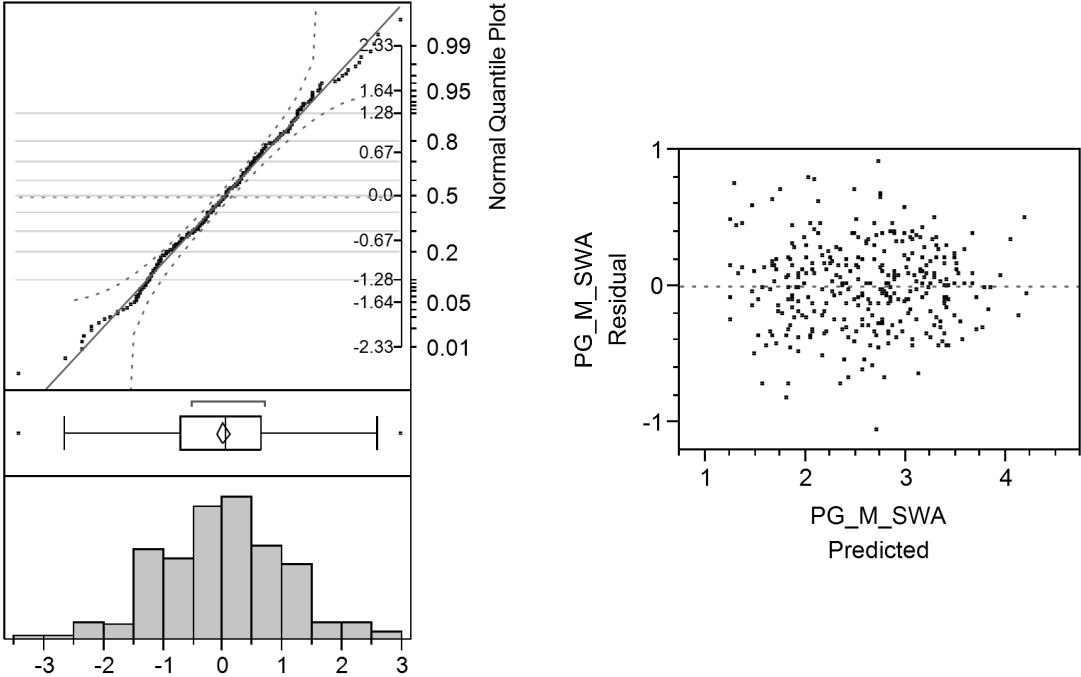 2.33
0.99
1.64
0.95
1.28
0.8
0.67
0.0
0.5
-0.67
0.2
-1.28
-1.64
0.05
-2.33
0.01
Normal Quantile Plot
-3 -2 -1 0 1 2 3
PG_M_SWA
Residual
1
0
-1
1 2 3 4
PG_M_SWA
Predicted